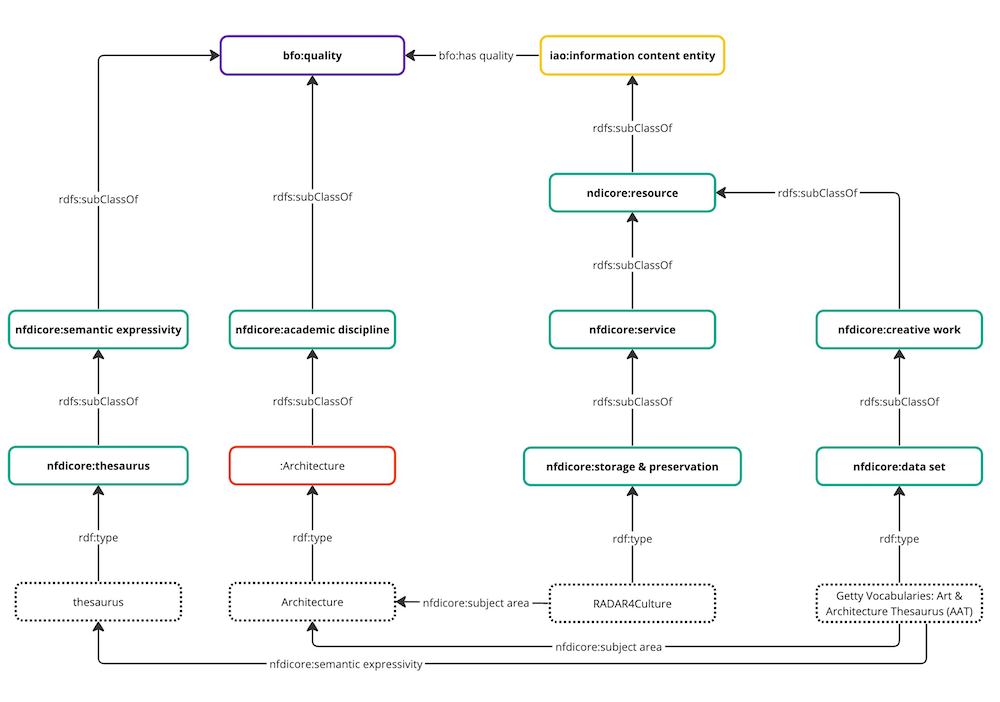 bfo:quality
bfo:has quality
iao:information content entity
rdfs:subClassOf
rdfs:subClassOf
rdfs:subClassOf
ndicore:resource
rdfs:subClassOf
rdfs:subClassOf
nfdicore:semantic expressivity
nfdicore:academic discipline
nfdicore:service
nfdicore:creative work
rdfs:subClassOf
rdfs:subClassOf
rdfs:subClassOf
rdfs:subClassOf
nfdicore:thesaurus
:Architecture
nfdicore:storage & preservation
nfdicore:data set
rdf:type
rdf:type
rdf:type
rdf:type
thesaurus
Architecture
nfdicore:subject area
RADAR4Culture
Getty Vocabularies: Art &
Architecture Thesaurus (AAT)
nfdicore:subject area
nfdicore:semantic expressivity